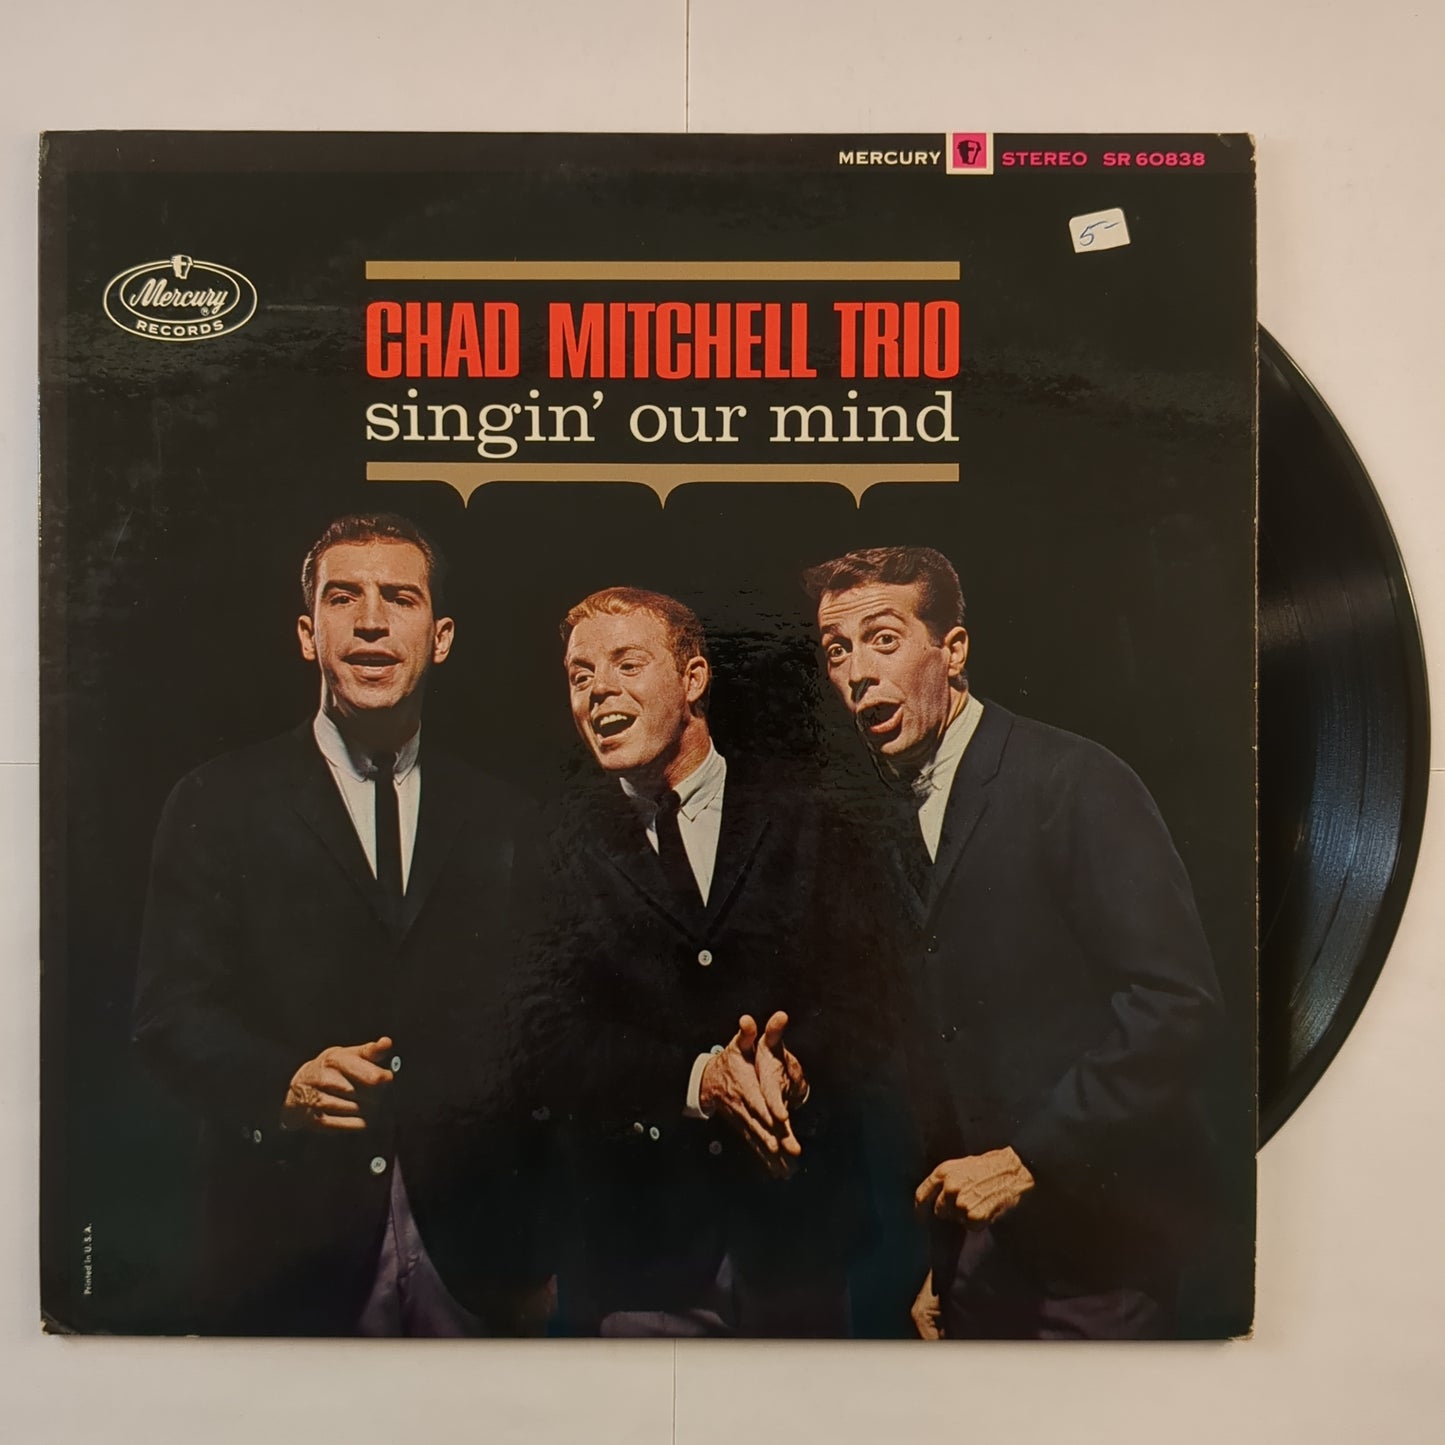 MERCURY STEREO SR 60838
5-
Mercury ®
RECORDS
CHAD MITCHELL TRIO
singin' our mind
Printed in U. S. A.